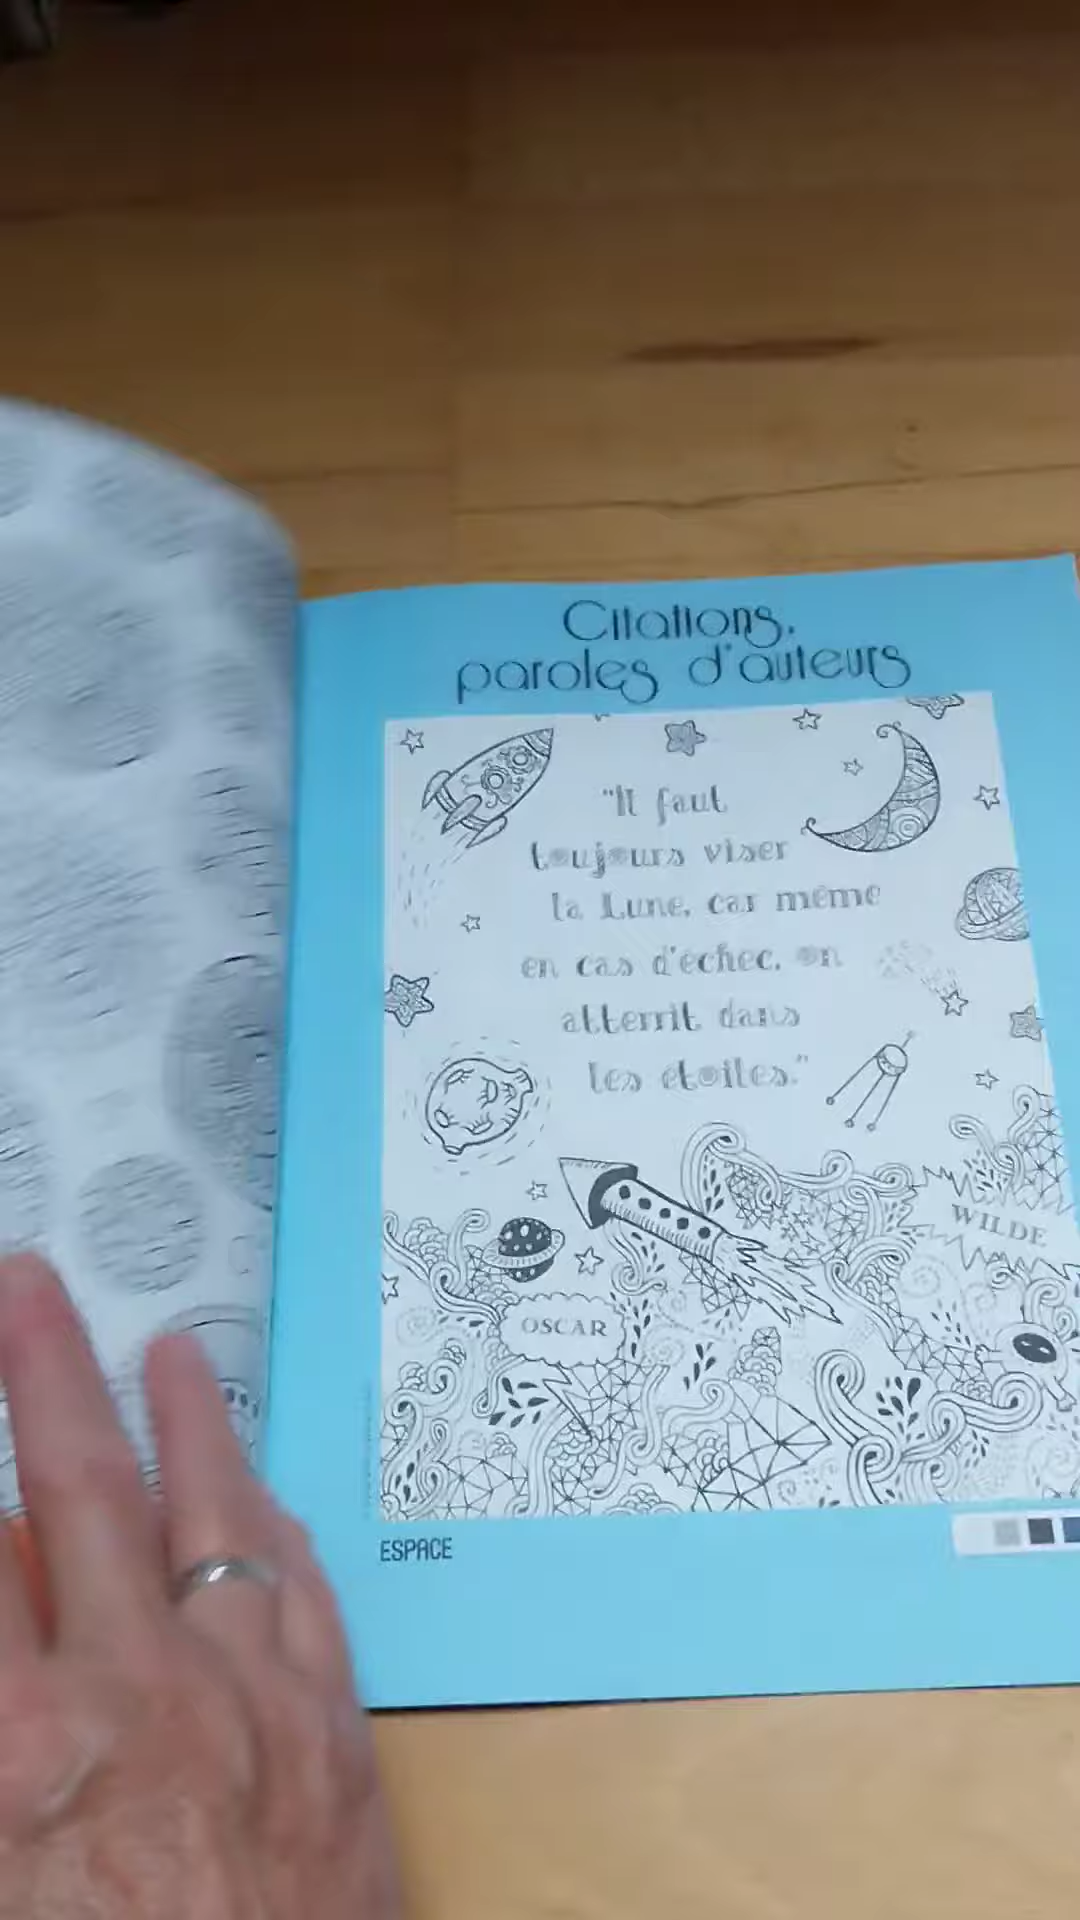 Citations,
paroles d'auteurs
"Il faut
toujours viser
la Lune, car même
en cas d'échec, on
atterrit dans
les étoiles."
WILDE
OSCAR
ESPACE